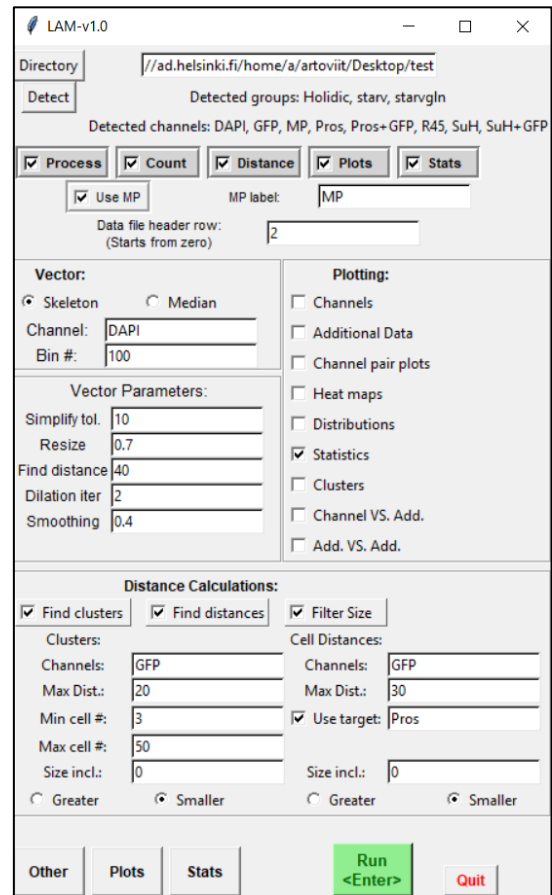 LAM-v1.0
Directory //ad.helsinki.fi/home/a/artoviit/Desktop/test
Detect Detected groups: Holidic, starv, starvgln
Detected channels: DAPI, GFP, MP, Pros, Pros+GFP, R45, SuH, SuH+GFP
Process Count Distance Plots Stats
Use MP MP label: MP
Data file header row:
(Starts from zero) 2
Vector:
Skeleton Median
Channel: DAPI
Bin #: 100
Vector Parameters:
Simplify tol. 10
Resize 0.7
Find distance 40
Dilation iter 2
Smoothing 0.4
Plotting:
Channels
Additional Data
Channel pair plots
Heat maps
Distributions
Statistics
Clusters
Channel VS. Add.
Add. VS. Add.
Distance Calculations:
Find clusters Find distances Filter Size
Clusters:
Channels: GFP
Max Dist.: 20
Min cell #: 3
Max cell #: 50
Size incl.: 0
Greater Smaller
Cell Distances:
Channels: GFP
Max Dist.: 30
Use target: Pros
Size incl.: 0
Greater Smaller
Other Plots Stats Run
<Enter> Quit